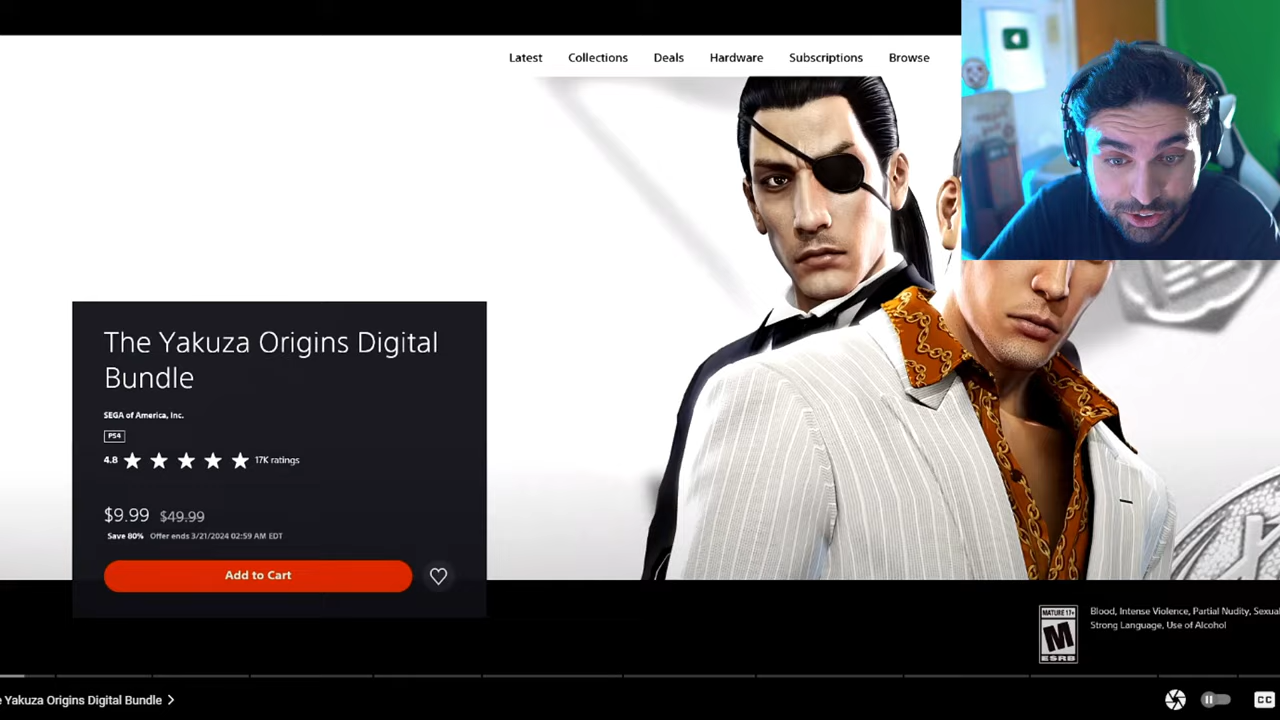 Latest Collections Deals Hardware Subscriptions Browse
The Yakuza Origins Digital
Bundle
SEGA of America, Inc.
PS4
4.8 17K ratings
$9.99 $49.99
Save 80% Offer ends 3/21/2024 02:59 AM EDT
Add to Cart
MATURE 17+
M
ESRB
Blood, Intense Violence, Partial Nudity, Sexual
Strong Language, Use of Alcohol
e Yakuza Origins Digital Bundle
CC